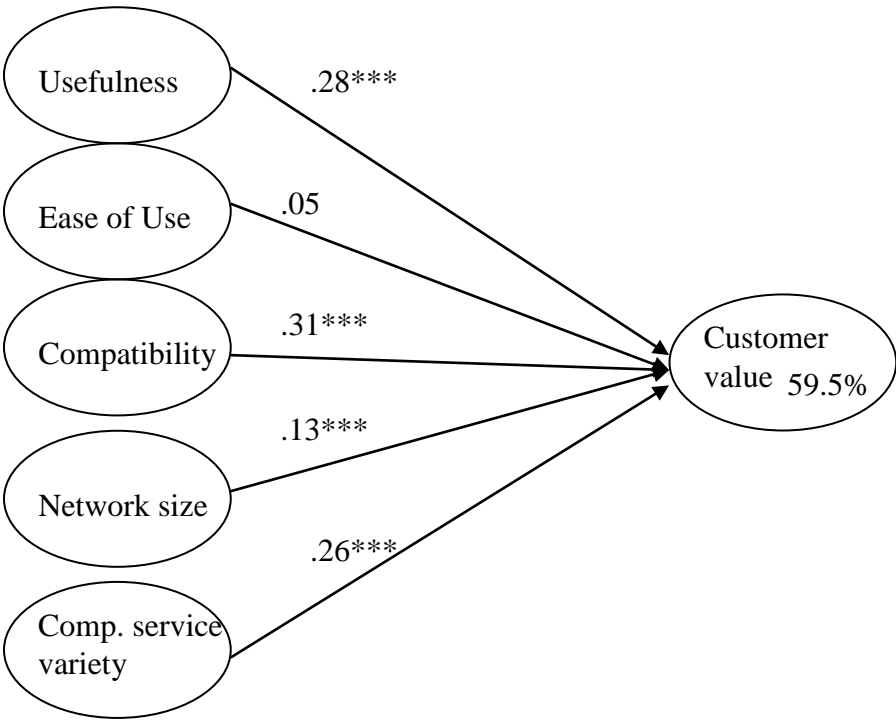 Usefulness
.28***
Ease of Use
.05
Compatibility
.31***
Network size
.13***
Comp. service
variety
.26***
Customer
value 59.5%